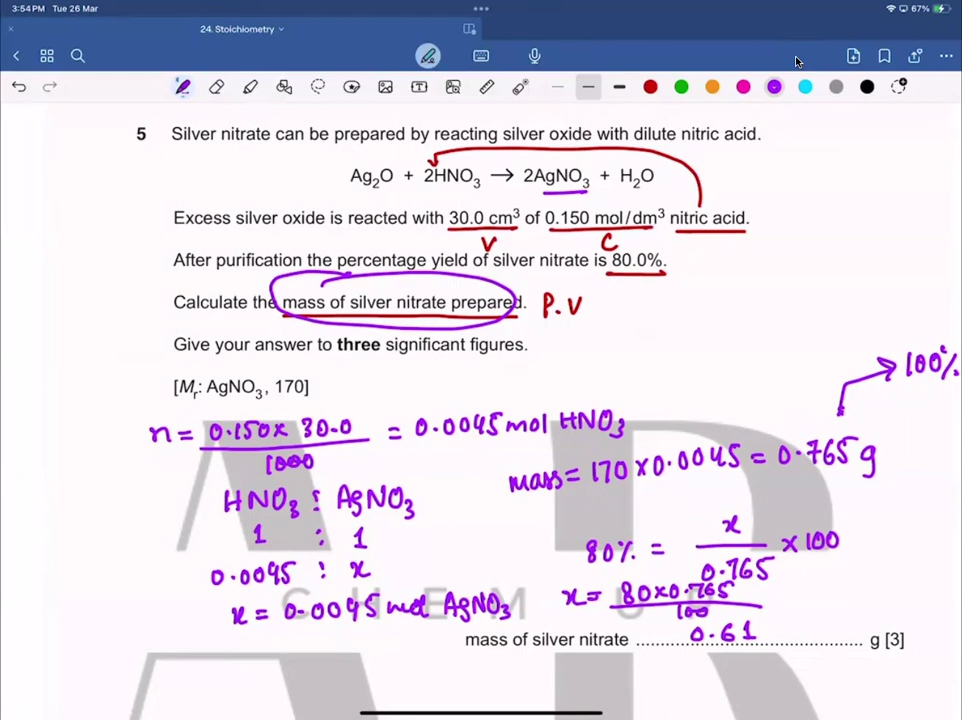 3:54PM Tue 26 Mar
67%
24. Stoichiometry
5 Silver nitrate can be prepared by reacting silver oxide with dilute nitric acid.
Ag₂O + 2HNO₃ → 2AgNO₃ + H₂O
Excess silver oxide is reacted with 30.0 cm³ of 0.150 mol/dm³ nitric acid.
V C
After purification the percentage yield of silver nitrate is 80.0%.
Calculate the mass of silver nitrate prepared. P.V
Give your answer to three significant figures.
100%
[Mr: AgNO₃, 170]
n = 0.150 x 30.0 / 1000 = 0.0045 mol HNO₃
mass = 170 x 0.0045 = 0.765 g
HNO₃ : AgNO₃
1 : 1
0.0045 : x
x = 0.0045 mol AgNO₃
80% = x / 0.765 x 100
x = 80 x 0.765 / 100
0.61
mass of silver nitrate ............................................. g [3]
AR
CHEM